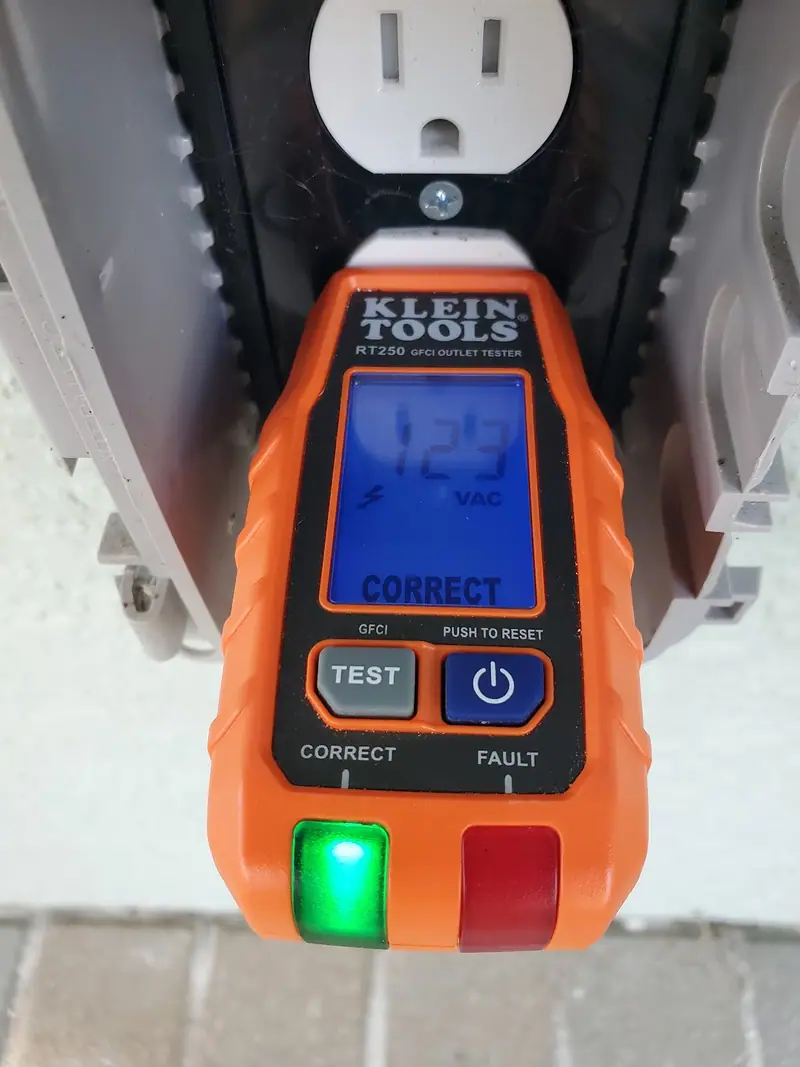 KLEIN
TOOLS®
RT250 GFCI OUTLET TESTER
123
VAC
CORRECT
GFCI PUSH TO RESET
TEST
CORRECT FAULT